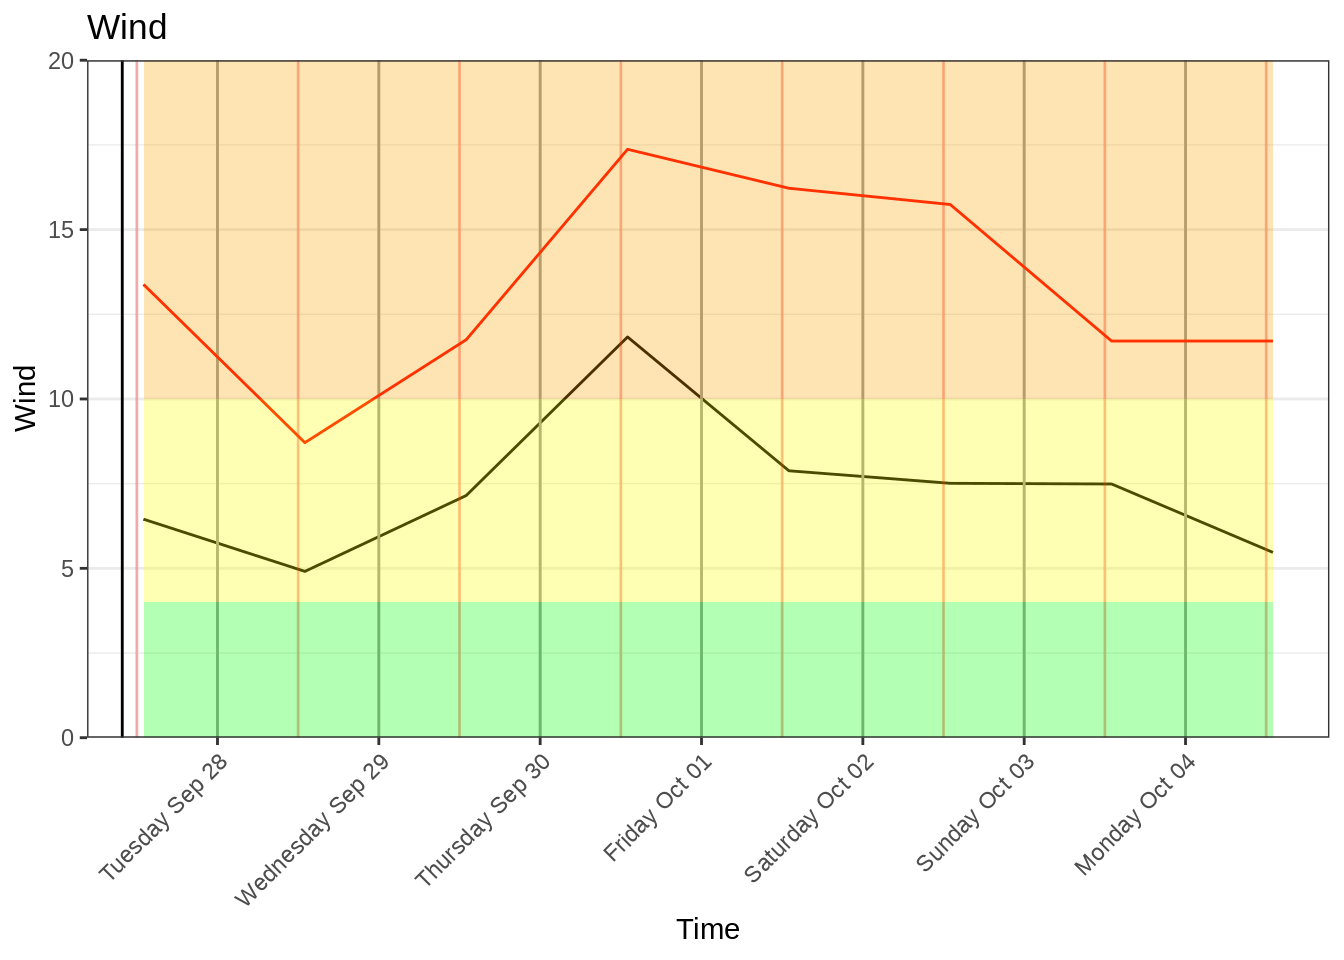 Wind
20
15
10
5
0
Wind
Tuesday Sep 28
Wednesday Sep 29
Thursday Sep 30
Friday Oct 01
Saturday Oct 02
Sunday Oct 03
Monday Oct 04
Time